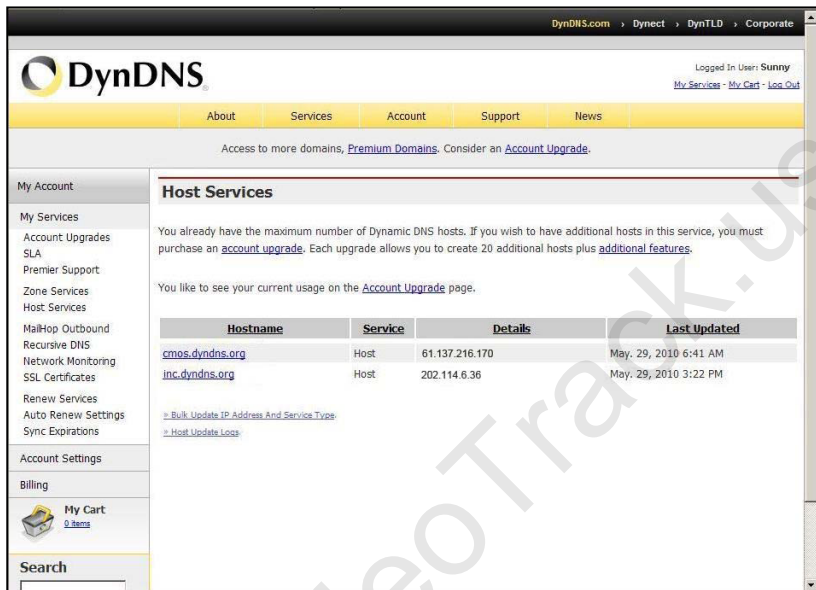 DynDNS.com › Dynect › DynTLD › Corporate
DynDNS
Logged In User: Sunny
My Services - My Cart - Log Out
About Services Account Support News
Access to more domains, Premium Domains. Consider an Account Upgrade.
My Account
My Services
Account Upgrades
SLA
Premier Support
Zone Services
Host Services
MailHop Outbound
Recursive DNS
Network Monitoring
SSL Certificates
Renew Services
Auto Renew Settings
Sync Expirations
Account Settings
Billing
My Cart
0 items
Search
Host Services
You already have the maximum number of Dynamic DNS hosts. If you wish to have additional hosts in this service, you must
purchase an account upgrade. Each upgrade allows you to create 20 additional hosts plus additional features.
You like to see your current usage on the Account Upgrade page.
Hostname Service Details Last Updated
cmos.dyndns.org Host 61.137.216.170 May. 29, 2010 6:41 AM
inc.dyndns.org Host 202.114.6.36 May. 29, 2010 3:22 PM
» Bulk Update IP Address And Service Type.
» Host Update Logs.
eoTrack.us